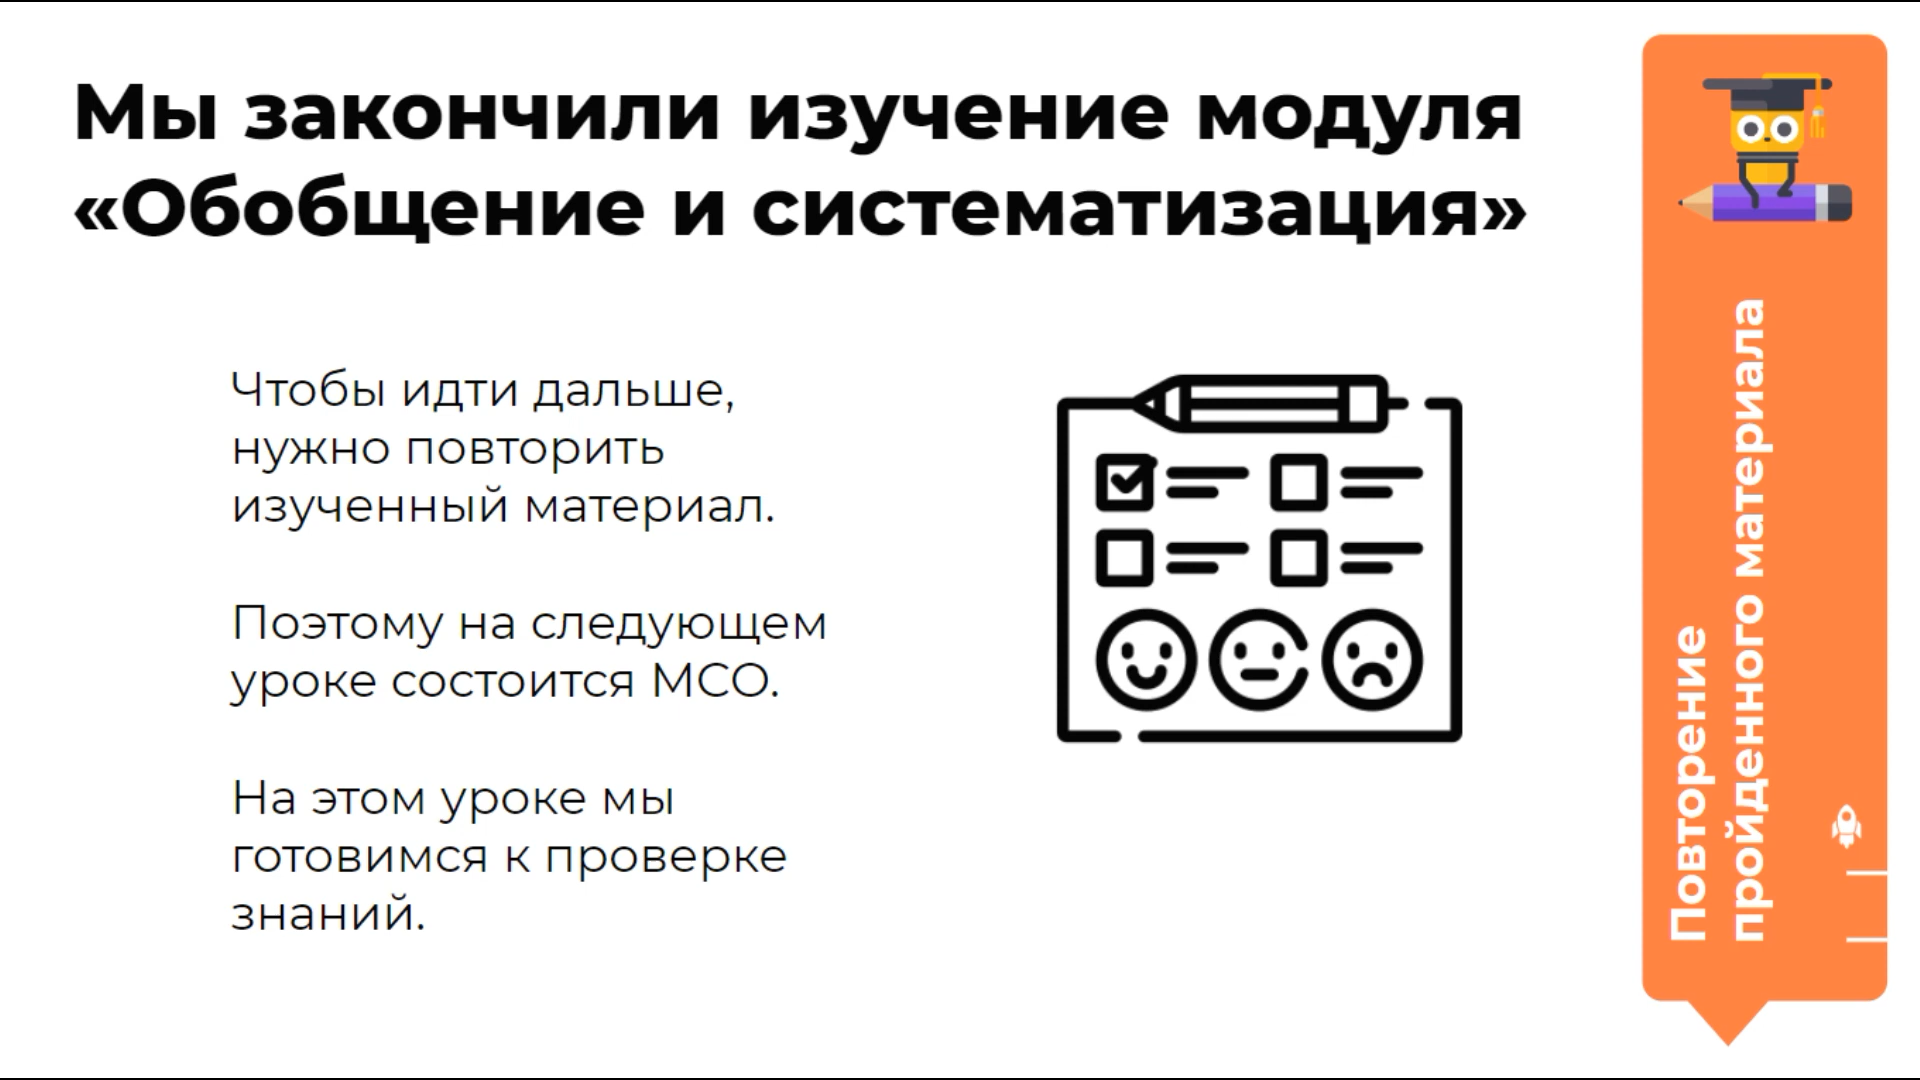 Мы закончили изучение модуля
«Обобщение и систематизация»
Чтобы идти дальше,
нужно повторить
изученный материал.
Поэтому на следующем
уроке состоится МСО.
На этом уроке мы
готовимся к проверке
знаний.
Повторение
пройденного материала